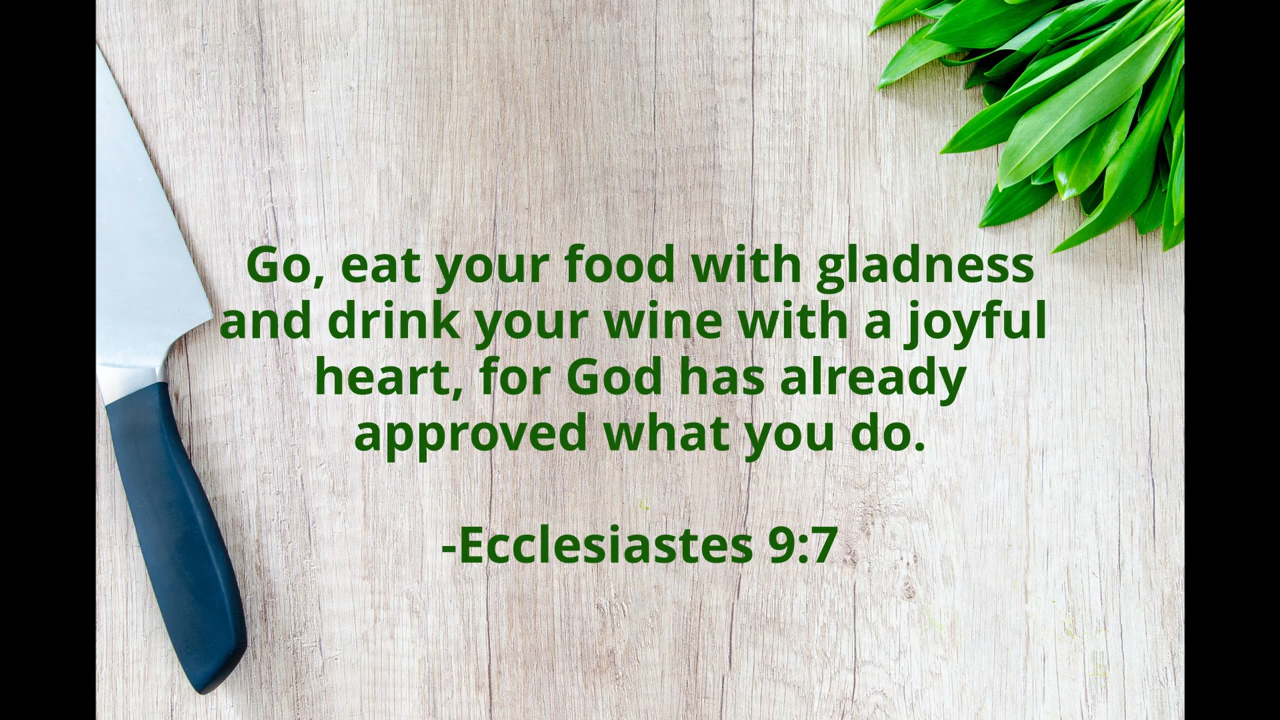 Go, eat your food with gladness
and drink your wine with a joyful
heart, for God has already
approved what you do.
-Ecclesiastes 9:7